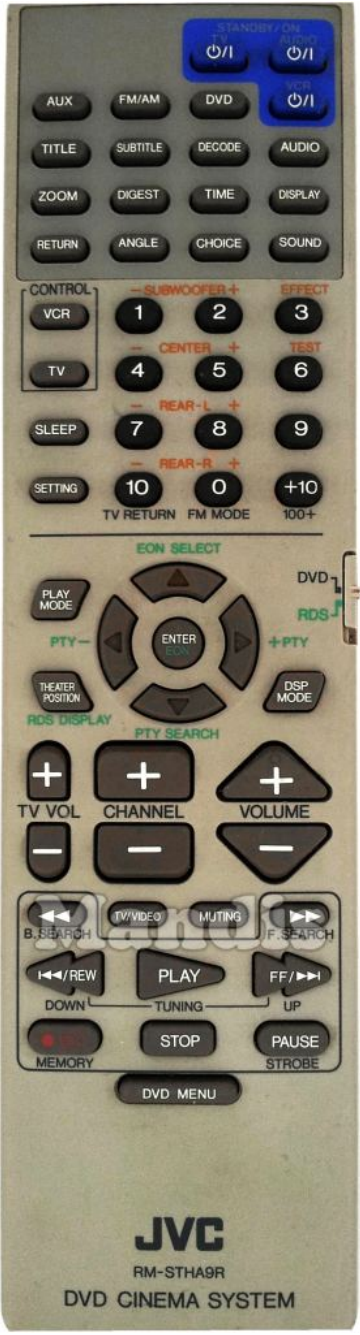 STANDBY/ON
TV AUDIO
⏻/I ⏻/I
VCR
AUX FM/AM DVD ⏻/I
TITLE SUBTITLE DECODE AUDIO
ZOOM DIGEST TIME DISPLAY
RETURN ANGLE CHOICE SOUND
CONTROL – SUBWOOFER + EFFECT
VCR 1 2 3
– CENTER + TEST
TV 4 5 6
– REAR-L +
SLEEP 7 8 9
– REAR-R +
SETTING 10 0 +10
TV RETURN FM MODE 100+
EON SELECT
DVD
RDS
PLAY
MODE
PTY – ENTER + PTY
EON
THEATER
POSITION
DSP
MODE
RDS DISPLAY
PTY SEARCH
+ + +
TV VOL CHANNEL VOLUME
– – –
◀◀ TV/VIDEO MUTING ▶▶
B.SEARCH F.SEARCH
Mandis
I◀◀/REW PLAY FF/▶▶I
DOWN TUNING UP
STOP PAUSE
MEMORY STROBE
DVD MENU
JVC
RM-STHA9R
DVD CINEMA SYSTEM